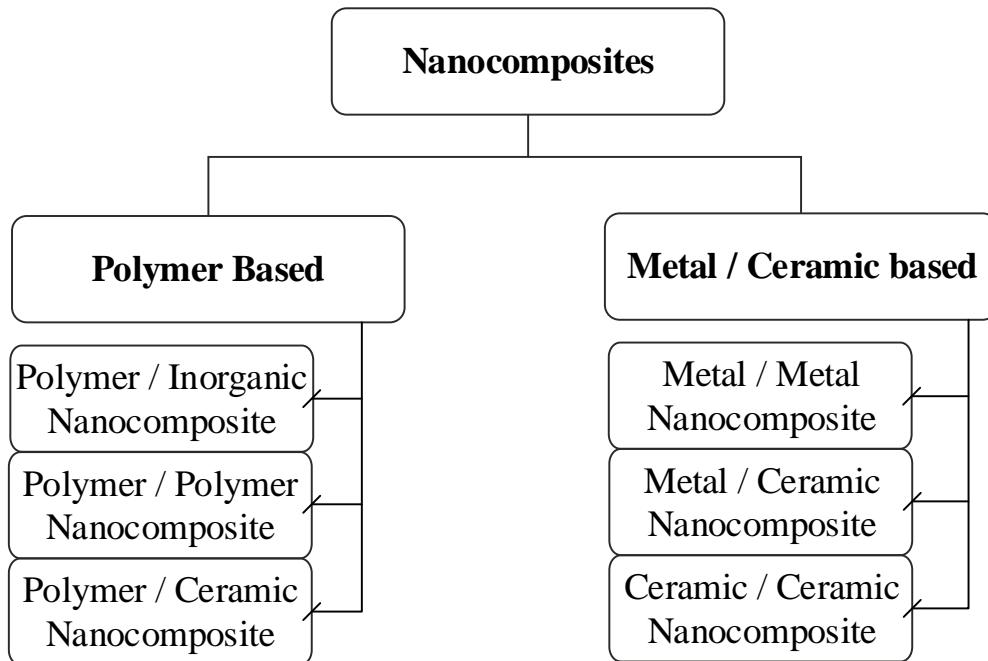 Nanocomposites
Polymer Based
Polymer / Inorganic
Nanocomposite
Polymer / Polymer
Nanocomposite
Polymer / Ceramic
Nanocomposite
Metal / Ceramic based
Metal / Metal
Nanocomposite
Metal / Ceramic
Nanocomposite
Ceramic / Ceramic
Nanocomposite